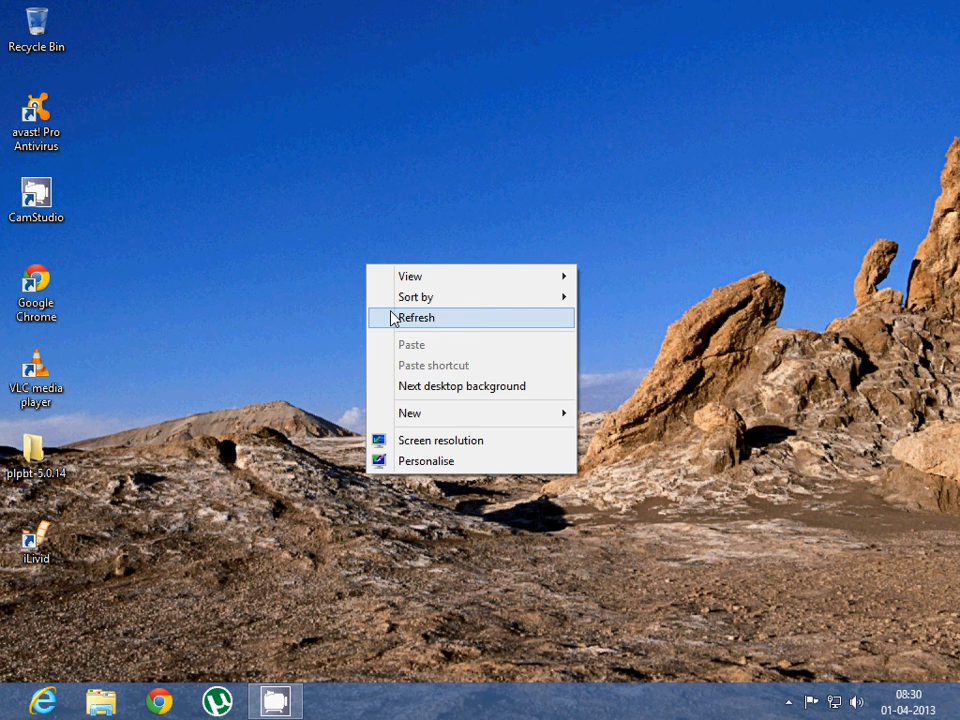 Recycle Bin
avast! Pro
Antivirus
CamStudio
Google
Chrome
VLC media
player
plpbt-5.0.14
iLivid
View
Sort by
Refresh
Paste
Paste shortcut
Next desktop background
New
Screen resolution
Personalise
08:30
01-04-2013